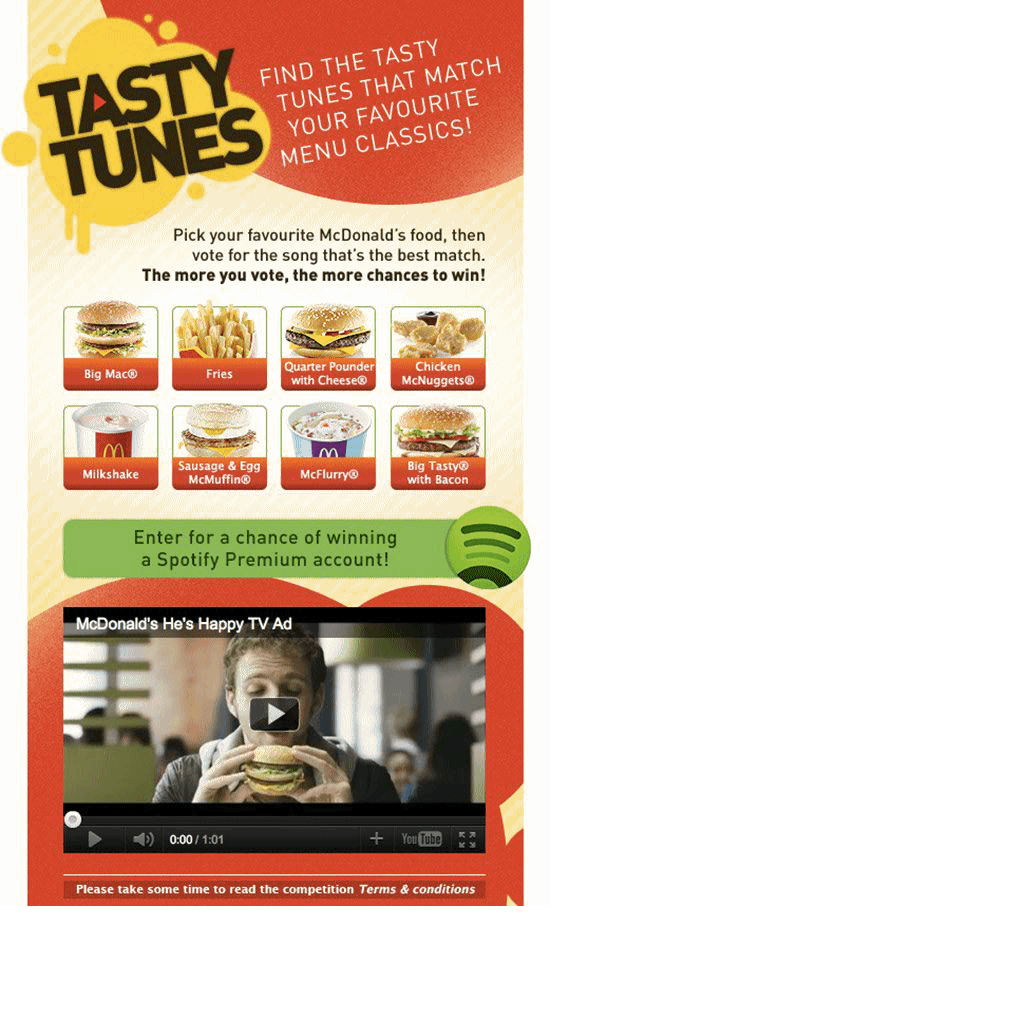 TASTY
TUNES
FIND THE TASTY
TUNES THAT MATCH
YOUR FAVOURITE
MENU CLASSICS!
Pick your favourite McDonald's food, then
vote for the song that's the best match.
The more you vote, the more chances to win!
Big Mac®
Fries
Quarter Pounder
with Cheese®
Chicken
McNuggets®
Milkshake
Sausage & Egg
McMuffin®
McFlurry®
Big Tasty®
with Bacon
Enter for a chance of winning
a Spotify Premium account!
McDonald's He's Happy TV Ad
0:00 / 1:01
YouTube
Please take some time to read the competition Terms & conditions